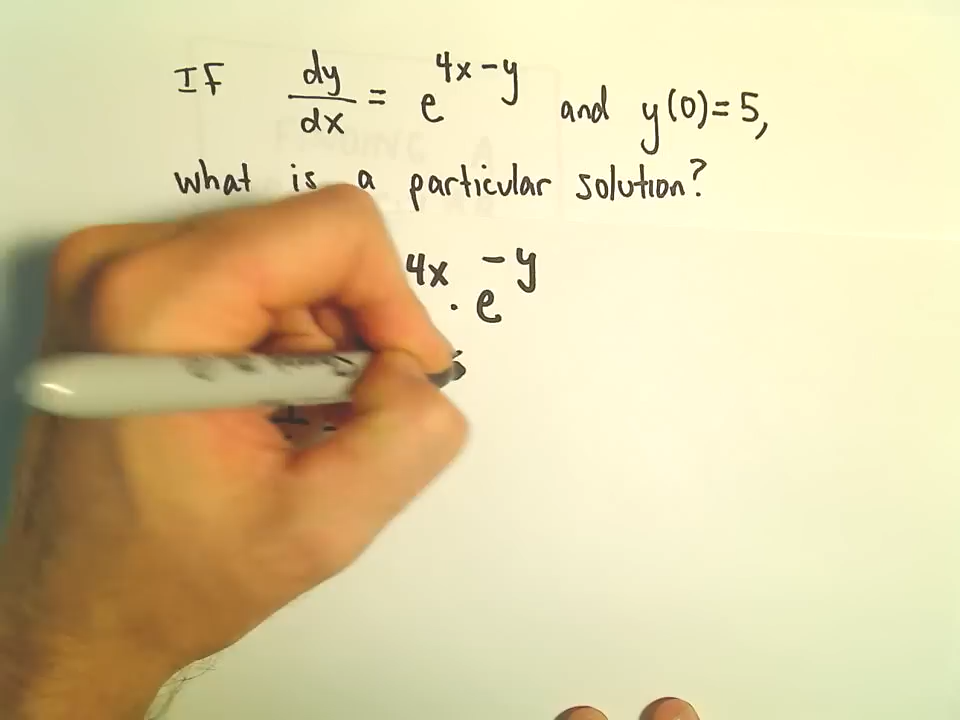 If dy/dx = e^{4x-y} and y(0)=5,
what is a particular solution?
4x · e^{-y}